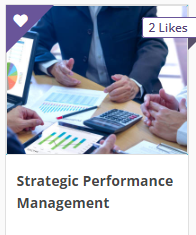 2 Likes
Strategic Performance
Management